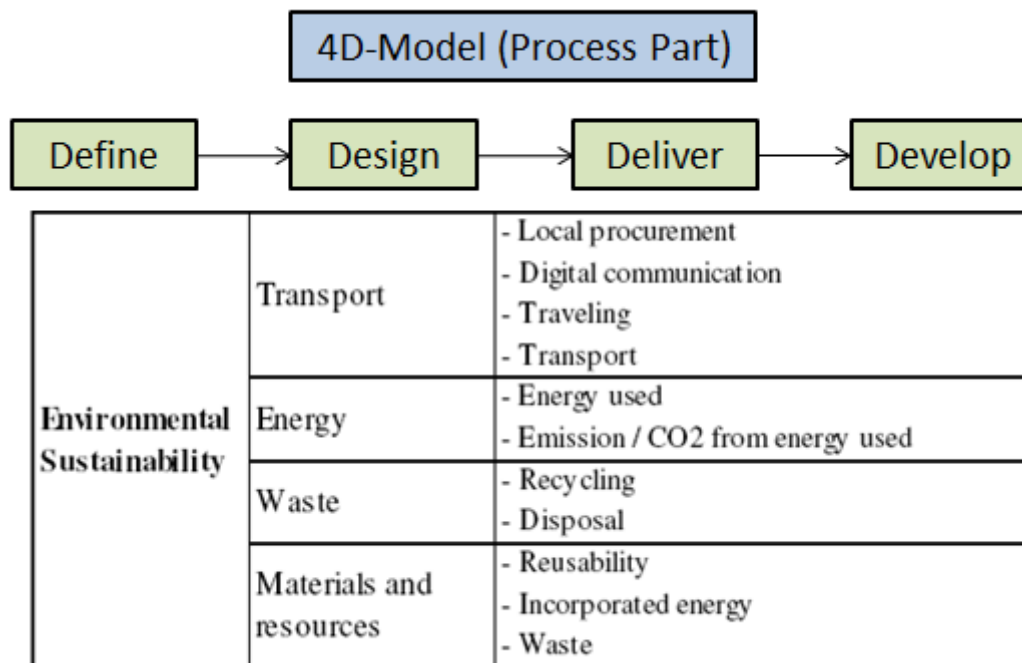 4D-Model (Process Part)
Define
Design
Deliver
Develop
Environmental
Sustainability
Transport
- Local procurement
- Digital communication
- Traveling
- Transport
Energy
- Energy used
- Emission / CO2 from energy used
Waste
- Recycling
- Disposal
Materials and
resources
- Reusability
- Incorporated energy
- Waste